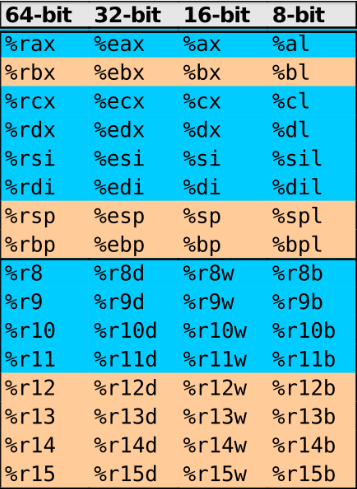 64-bit 32-bit 16-bit 8-bit
%rax %eax %ax %al
%rbx %ebx %bx %bl
%rcx %ecx %cx %cl
%rdx %edx %dx %dl
%rsi %esi %si %sil
%rdi %edi %di %dil
%rsp %esp %sp %spl
%rbp %ebp %bp %bpl
%r8 %r8d %r8w %r8b
%r9 %r9d %r9w %r9b
%r10 %r10d %r10w %r10b
%r11 %r11d %r11w %r11b
%r12 %r12d %r12w %r12b
%r13 %r13d %r13w %r13b
%r14 %r14d %r14w %r14b
%r15 %r15d %r15w %r15b